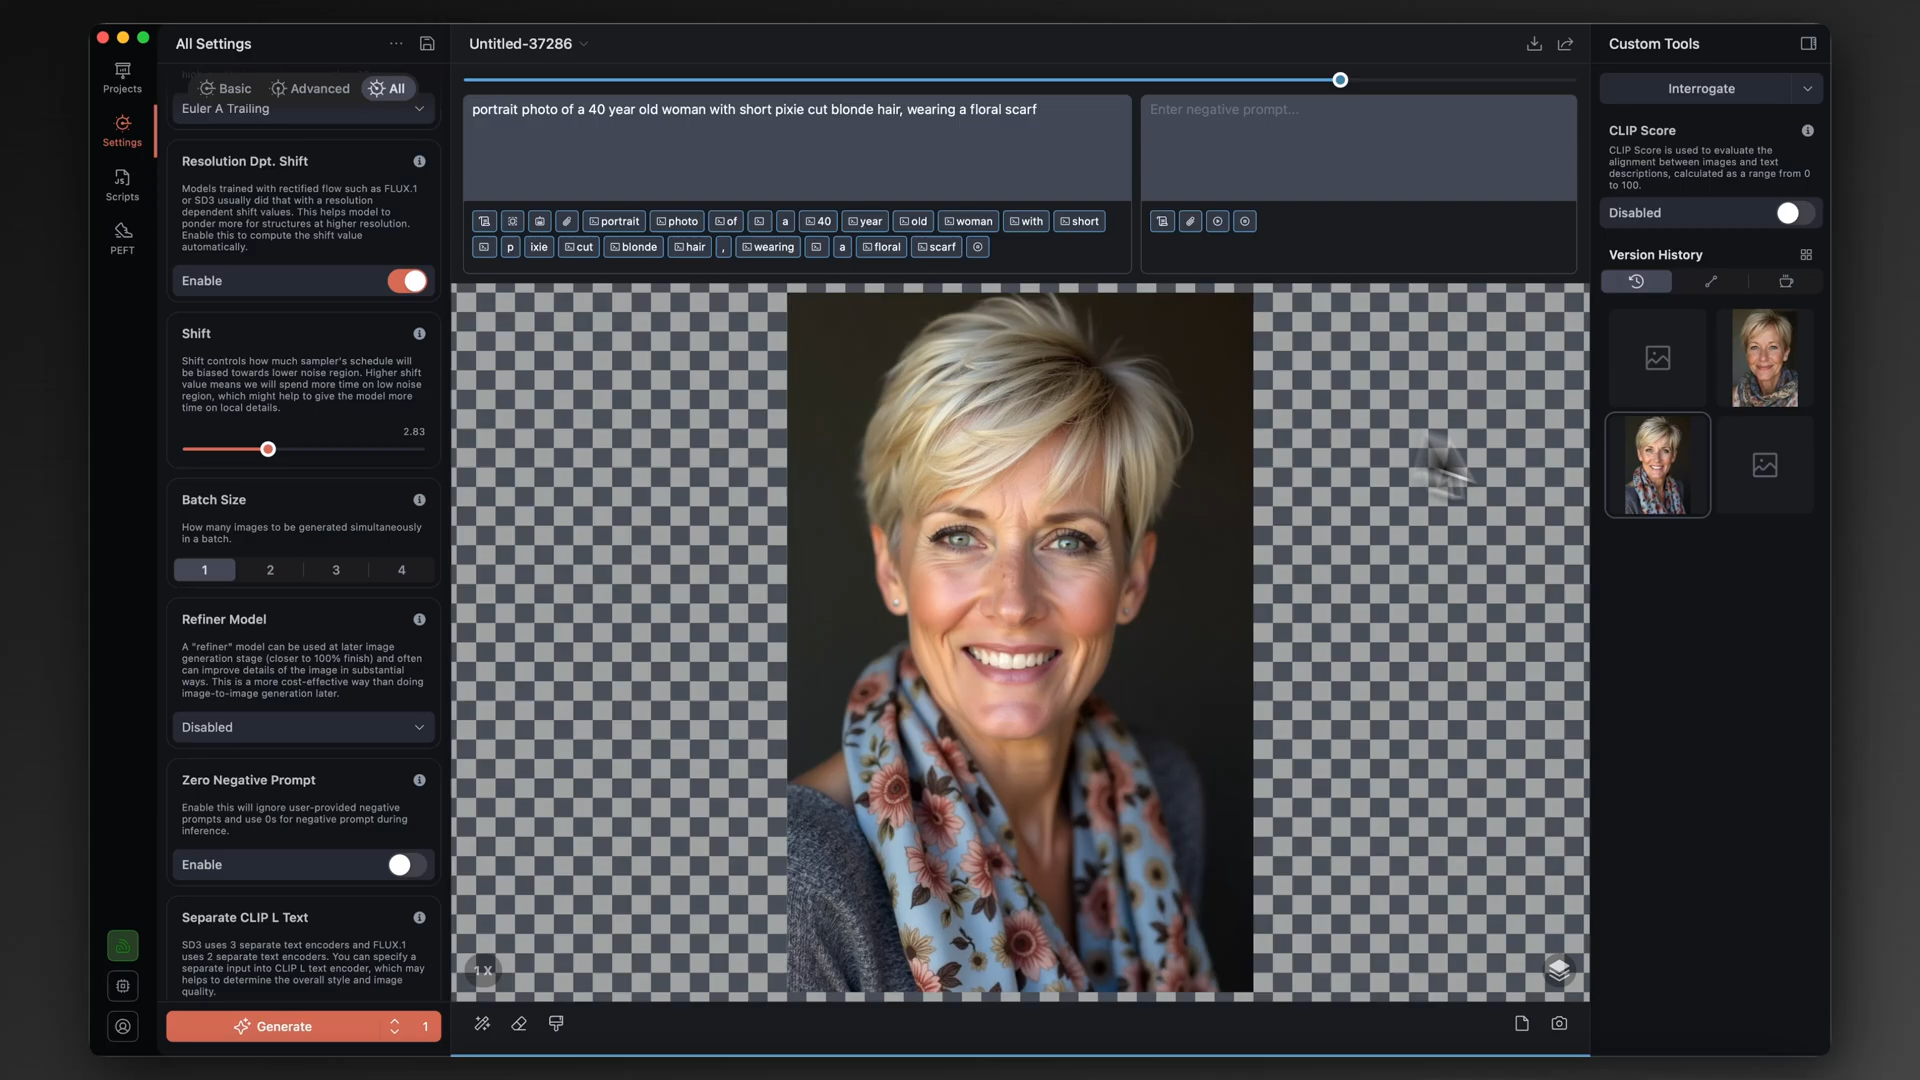 All Settings
Untitled-37286
Custom Tools
Projects
Settings
Scripts
PEFT
Basic
Advanced
All
Euler A Trailing
Resolution Dpt. Shift
Models trained with rectified flow such as FLUX.1
or SD3 usually did that with a resolution
dependent shift values. This helps model to
ponder more for structures at higher resolution.
Enable this to compute the shift value
automatically.
Enable
Shift
Shift controls how much sampler's schedule will
be biased towards lower noise region. Higher shift
value means we will spend more time on low noise
region, which might help to give the model more
time on local details.
2.83
Batch Size
How many images to be generated simultaneously
in a batch.
1 2 3 4
Refiner Model
A "refiner" model can be used at later image
generation stage (closer to 100% finish) and often
can improve details of the image in substantial
ways. This is a more cost-effective way than doing
image-to-image generation later.
Disabled
Zero Negative Prompt
Enable this will ignore user-provided negative
prompts and use 0s for negative prompt during
inference.
Enable
Separate CLIP L Text
SD3 uses 3 separate text encoders and FLUX.1
uses 2 separate text encoders. You can specify a
separate input into CLIP L text encoder, which may
helps to determine the overall style and image
quality.
Generate 1
portrait photo of a 40 year old woman with short pixie cut blonde hair, wearing a floral scarf
portrait photo of a 40 year old woman with short
p ixie cut blonde hair , wearing a floral scarf
Enter negative prompt...
1 X
Interrogate
CLIP Score
CLIP Score is used to evaluate the
alignment between images and text
descriptions, calculated as a range from 0
to 100.
Disabled
Version History